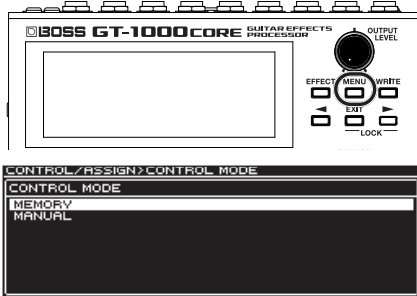 BOSS GT-1000CORE GUITAR EFFECTS PROCESSOR
OUTPUT LEVEL
EFFECT MENU WRITE
EXIT
LOCK
CONTROL/ASSIGN>CONTROL MODE
CONTROL MODE
MEMORY
MANUAL